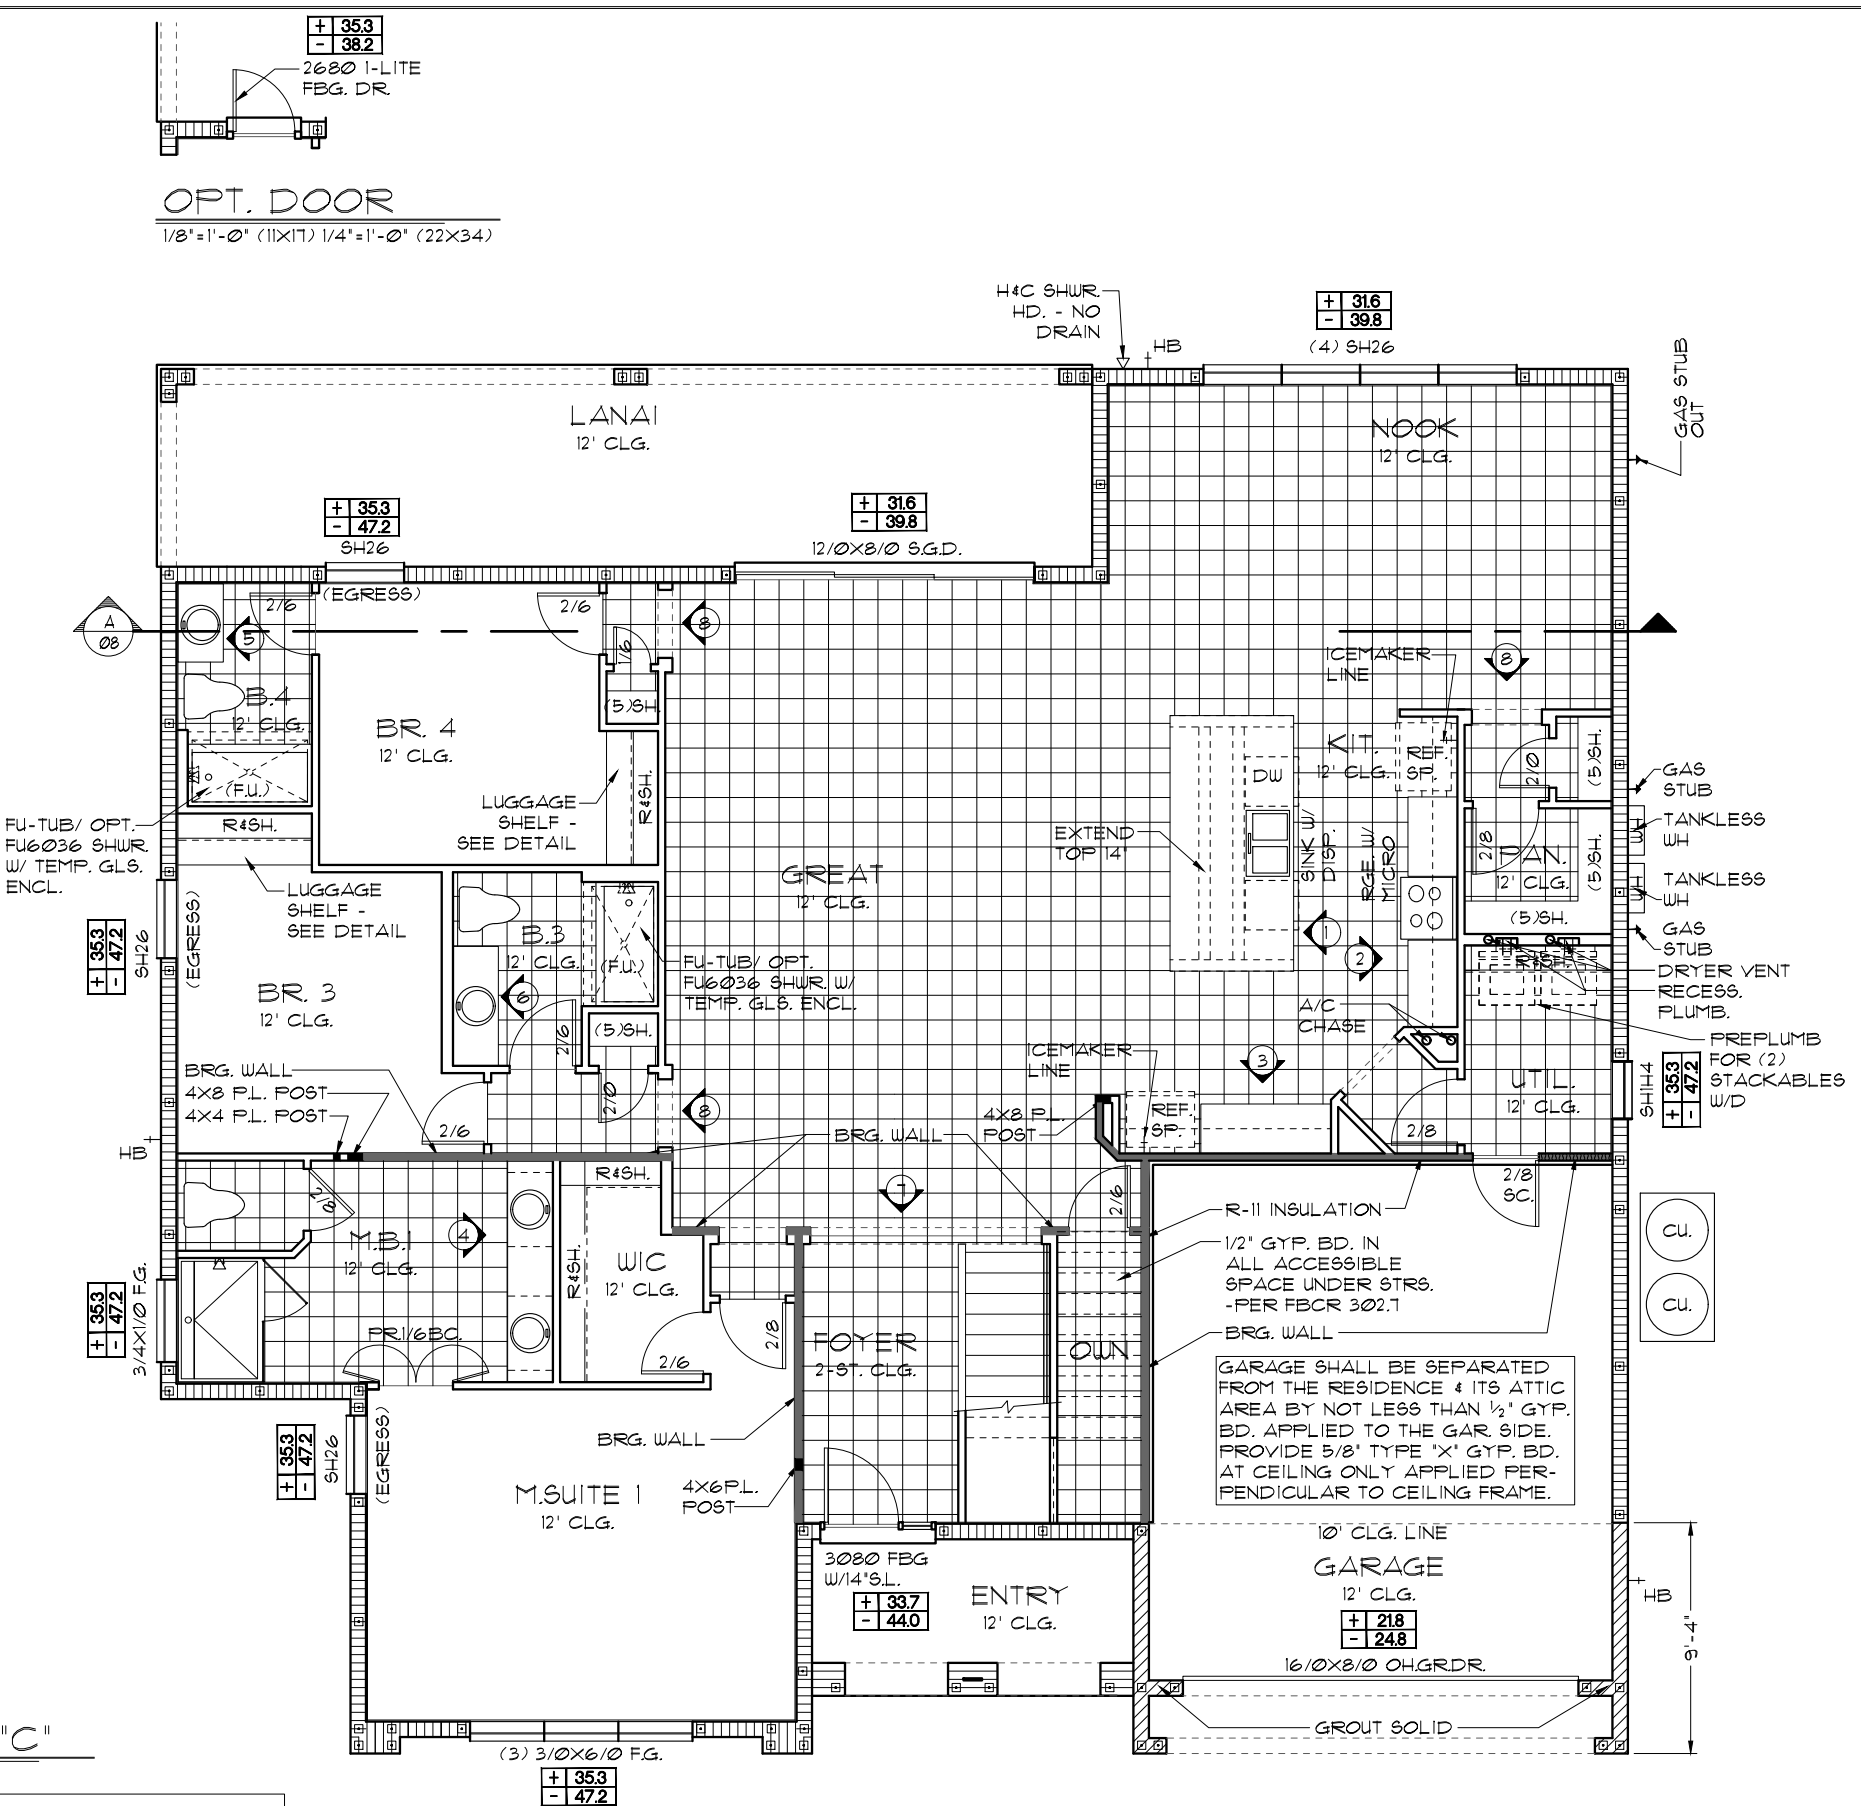 + 35.3
- 38.2
2680 1-LITE
FBG. DR.
OPT. DOOR
1/8"=1'-0" (11X17) 1/4"=1'-0" (22X34)
H&C SHWR.
HD. - NO
DRAIN
HB
+ 31.6
- 39.8
(4) SH26
GAS STUB
OUT
LANAI
12' CLG.
NOOK
12' CLG.
+ 35.3
- 47.2
SH26
(EGRESS)
+ 31.6
- 39.8
12/0X8/0 S.G.D.
A
08
2/6
5
2/6
8
1/6
(5)SH.
ICEMAKER
LINE
8
B.4
12' CLG.
(F.U.)
BR. 4
12' CLG.
LUGGAGE
SHELF -
SEE DETAIL
R&SH.
KIT.
12' CLG.
REF.
SP.
DW
2/0
(5)SH.
GAS
STUB
FU-TUB/ OPT.
FU6036 SHWR.
W/ TEMP. GLS.
ENCL.
R&SH.
EXTEND
TOP 14"
SINK W/
DISP.
RGE. W/
MICRO
2/8
PAN.
12' CLG.
(5)SH.
(5)SH.
WH
TANKLESS
WH
WH
TANKLESS
WH
GAS
STUB
LUGGAGE
SHELF -
SEE DETAIL
GREAT
12' CLG.
+ 35.3
- 47.2
SH26
(EGRESS)
B.3
12' CLG.
(F.U.)
FU-TUB/ OPT.
FU6036 SHWR. W/
TEMP. GLS. ENCL.
1
2
R&SH.
DRYER VENT
RECESS.
PLUMB.
BR. 3
12' CLG.
6
2/6
(5)SH.
A/C
CHASE
PREPLUMB
FOR (2)
STACKABLES
W/D
ICEMAKER
LINE
3
BRG. WALL
4X8 P.L. POST
4X4 P.L. POST
2/0
8
2/6
4X8 P.L.
POST
REF.
SP.
UTIL.
12' CLG.
2/8
SH1H4
+ 35.3
- 47.2
HB
BRG. WALL
2/8
R&SH.
7
2/6
2/8
SC.
R-11 INSULATION
M.B.1
12' CLG.
4
R&SH.
WIC
12' CLG.
1/2" GYP. BD. IN
ALL ACCESSIBLE
SPACE UNDER STRS.
-PER FBCR 302.7
CU.
CU.
+ 35.3
- 47.2
3/4X1/0 F.G.
PR.1/6BC.
2/6
2/8
FOYER
2-ST. CLG.
OWN
BRG. WALL
GARAGE SHALL BE SEPARATED
FROM THE RESIDENCE & ITS ATTIC
AREA BY NOT LESS THAN 1/2" GYP.
BD. APPLIED TO THE GAR. SIDE.
PROVIDE 5/8" TYPE "X" GYP. BD.
AT CEILING ONLY APPLIED PER-
PENDICULAR TO CEILING FRAME.
+ 35.3
- 47.2
SH26
(EGRESS)
BRG. WALL
M.SUITE 1
12' CLG.
4X6P.L.
POST
10' CLG. LINE
GARAGE
12' CLG.
3080 FBG
W/14"S.L.
+ 33.7
- 44.0
ENTRY
12' CLG.
+ 21.8
- 24.8
16/0X8/0 OH.GR.DR.
HB
9'-4"
GROUT SOLID
"C"
(3) 3/0X6/0 F.G.
+ 35.3
- 47.2